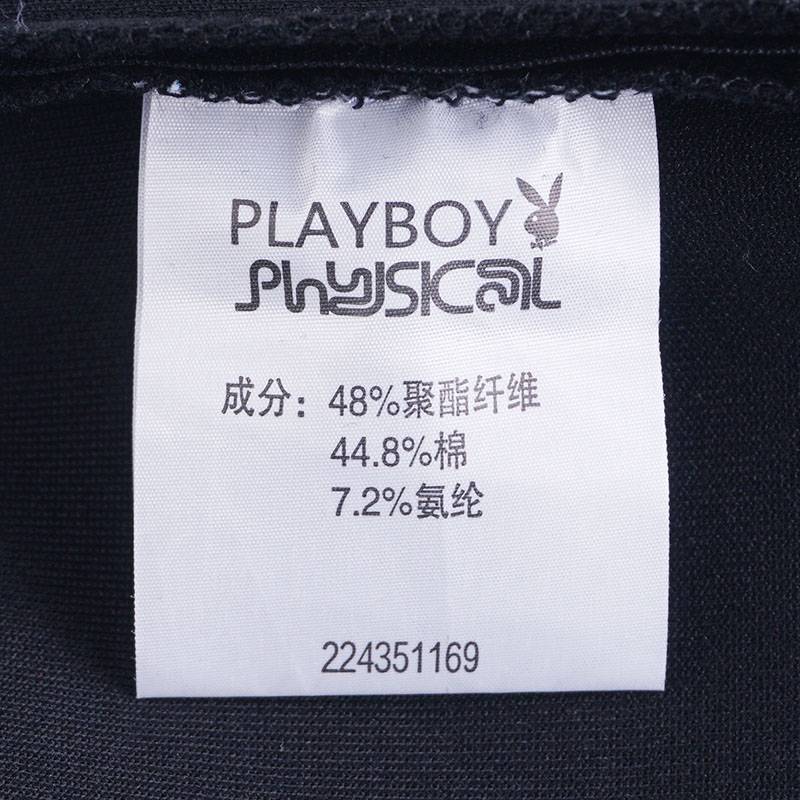 PLAYBOY
PhySICAL
成分：48%聚酯纤维
44.8%棉
7.2%氨纶
224351169